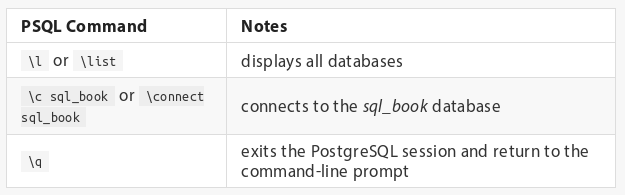 PSQL Command Notes
\l or \list displays all databases
\c sql_book or \connect
sql_book
connects to the sql_book database
\q
exits the PostgreSQL session and return to the
command-line prompt